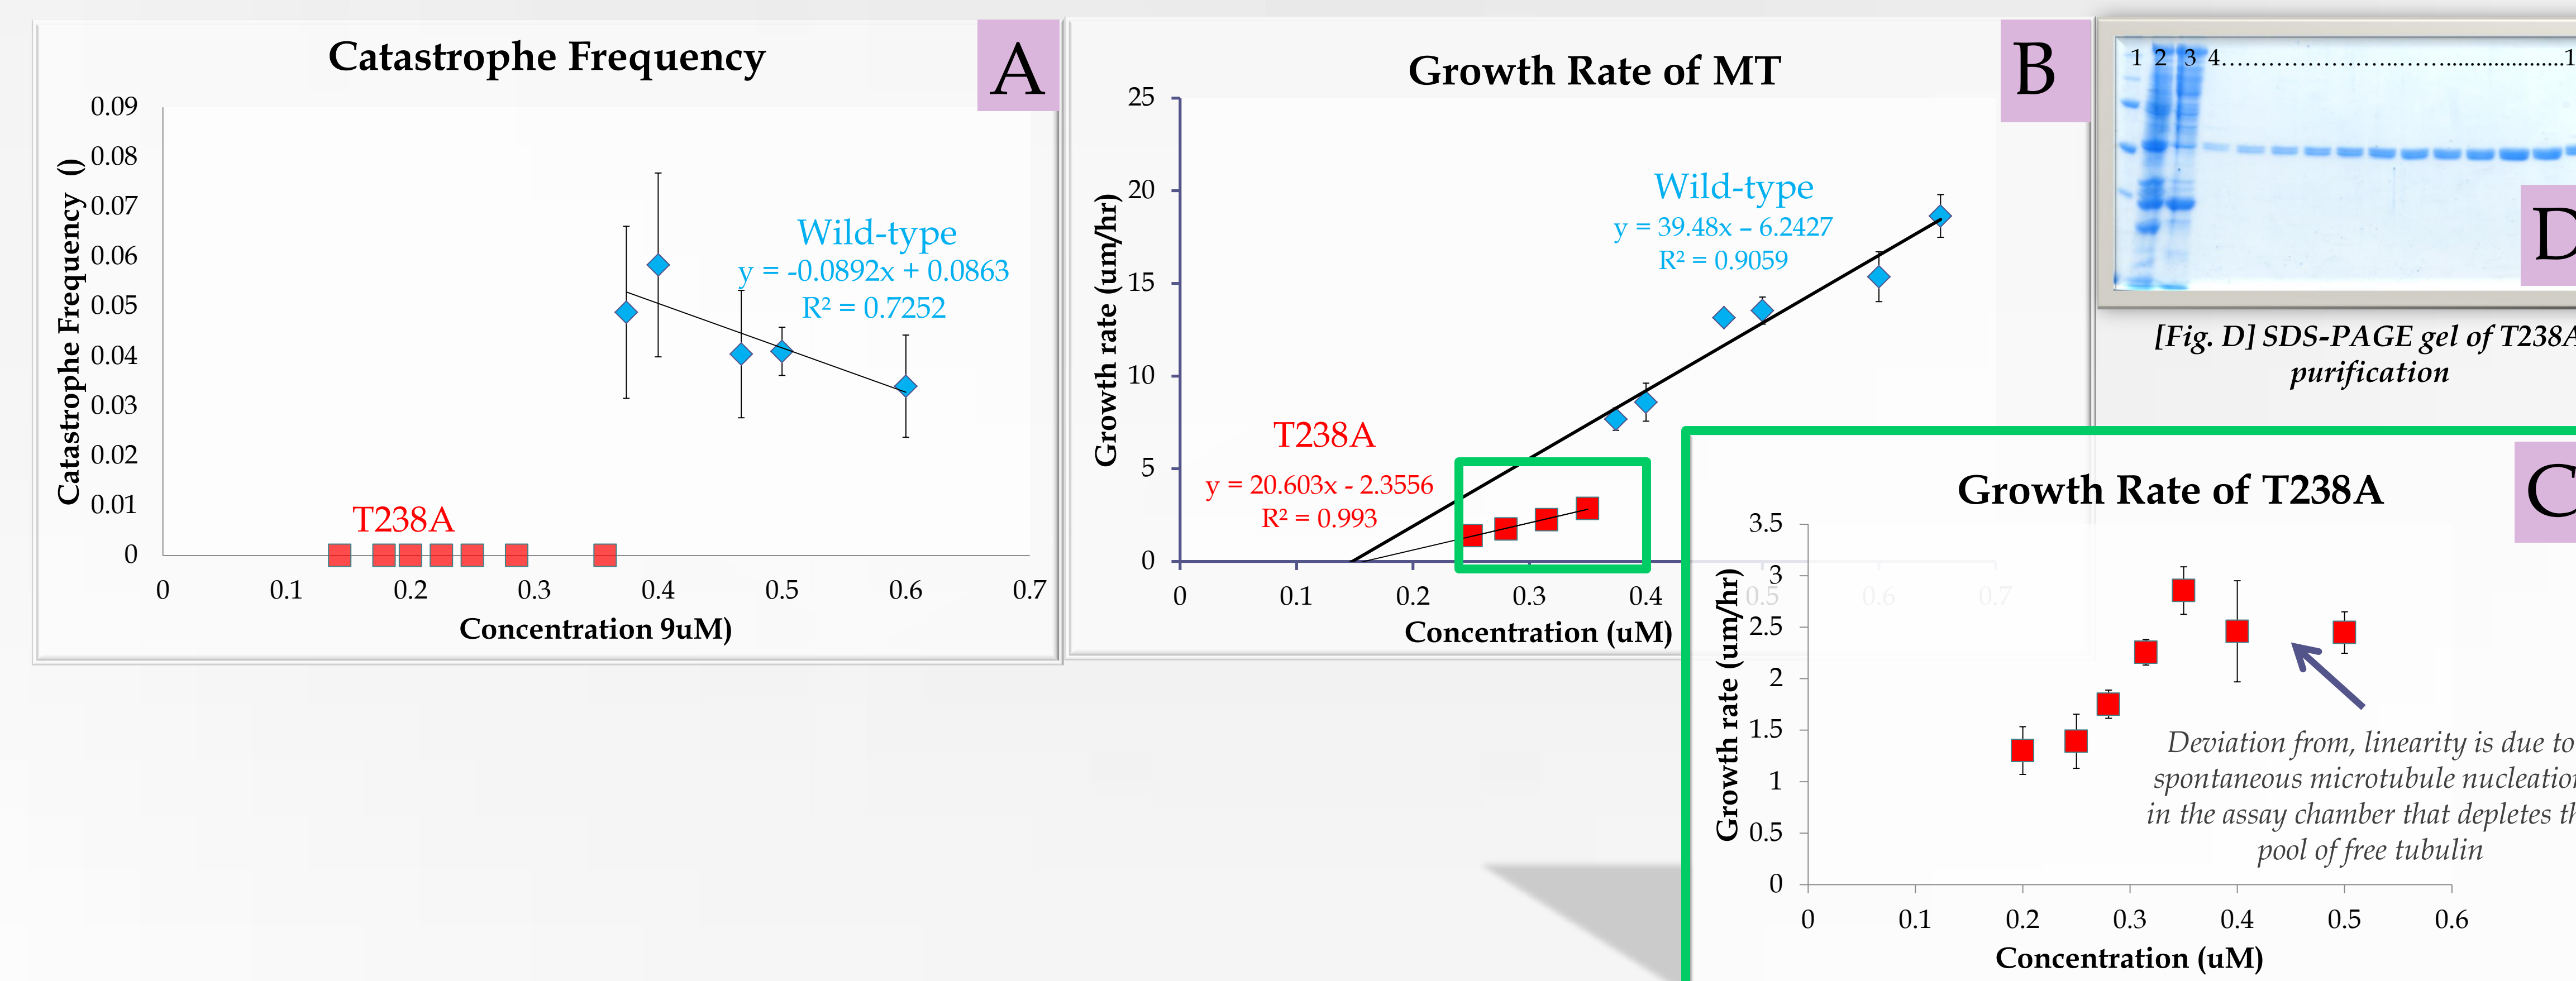 Catastrophe Frequency
A
0.09
0.08
0.07
0.06
0.05
0.04
0.03
0.02
0.01
0
Catastrophe Frequency ()
Wild-type
y = -0.0892x + 0.0863
R² = 0.7252
T238A
0 0.1 0.2 0.3 0.4 0.5 0.6 0.7
Concentration 9uM)
Growth Rate of MT
B
25
20
15
10
5
0
Growth rate (um/hr)
Wild-type
y = 39.48x – 6.2427
R² = 0.9059
T238A
y = 20.603x - 2.3556
R² = 0.993
0 0.1 0.2 0.3 0.4 0.5 0.6 0.7
Concentration (uM)
1 2 3 4……………………………………1
D
[Fig. D] SDS-PAGE gel of T238A
purification
Growth Rate of T238A
C
3.5
3
2.5
2
1.5
1
0.5
0
Growth rate (um/hr)
Deviation from, linearity is due to
spontaneous microtubule nucleation
in the assay chamber that depletes th
pool of free tubulin
0 0.1 0.2 0.3 0.4 0.5 0.6
Concentration (uM)